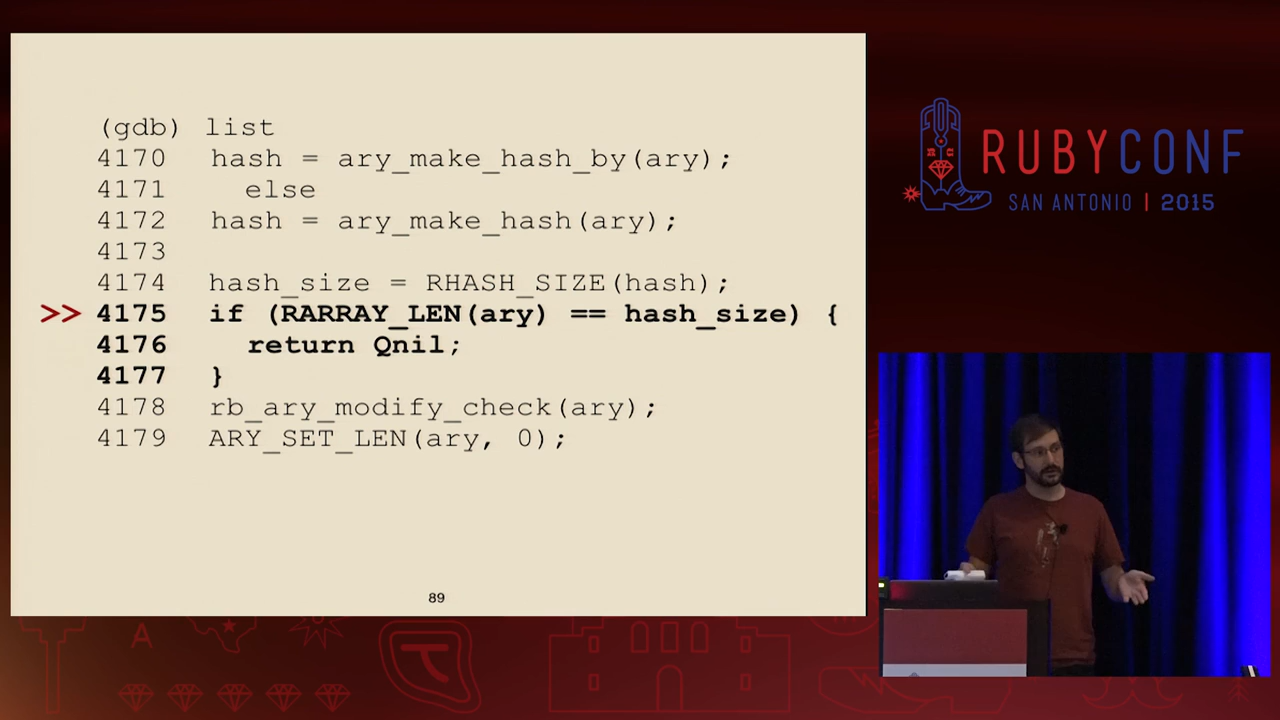 (gdb) list
4170 hash = ary_make_hash_by(ary);
4171 else
4172 hash = ary_make_hash(ary);
4173
4174 hash_size = RHASH_SIZE(hash);
>> 4175 if (RARRAY_LEN(ary) == hash_size) {
4176 return Qnil;
4177 }
4178 rb_ary_modify_check(ary);
4179 ARY_SET_LEN(ary, 0);
89
RUBYCONF
SAN ANTONIO | 2015